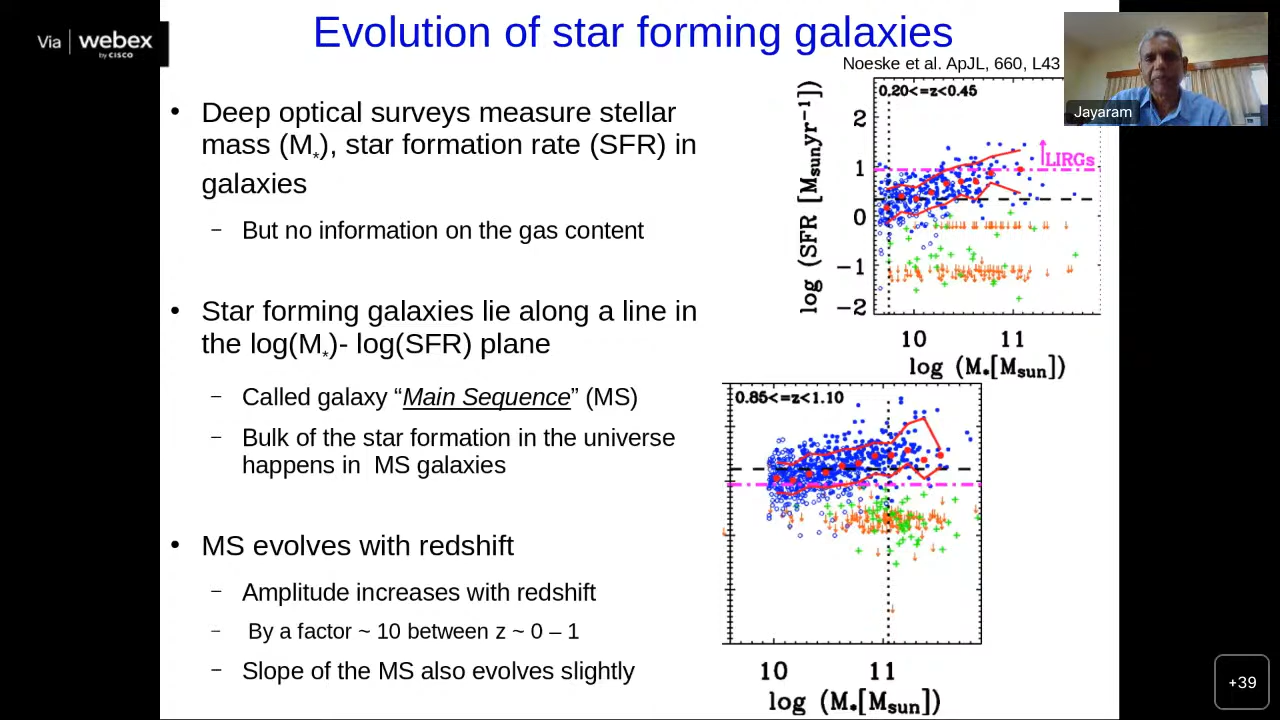 Via | webex
by CISCO
Evolution of star forming galaxies
Noeske et al. ApJL, 660, L43
Jayaram
• Deep optical surveys measure stellar
mass (M*), star formation rate (SFR) in
galaxies
– But no information on the gas content
• Star forming galaxies lie along a line in
the log(M*)- log(SFR) plane
– Called galaxy “Main Sequence” (MS)
– Bulk of the star formation in the universe
happens in MS galaxies
• MS evolves with redshift
– Amplitude increases with redshift
– By a factor ~ 10 between z ~ 0 – 1
– Slope of the MS also evolves slightly
0.20<=z<0.45
LIRGs
log (SFR [Msunyr−1])
2
1
0
−1
−2
10 11
log (M*[Msun])
0.85<=z<1.10
10 11
log (M*[Msun])
+39